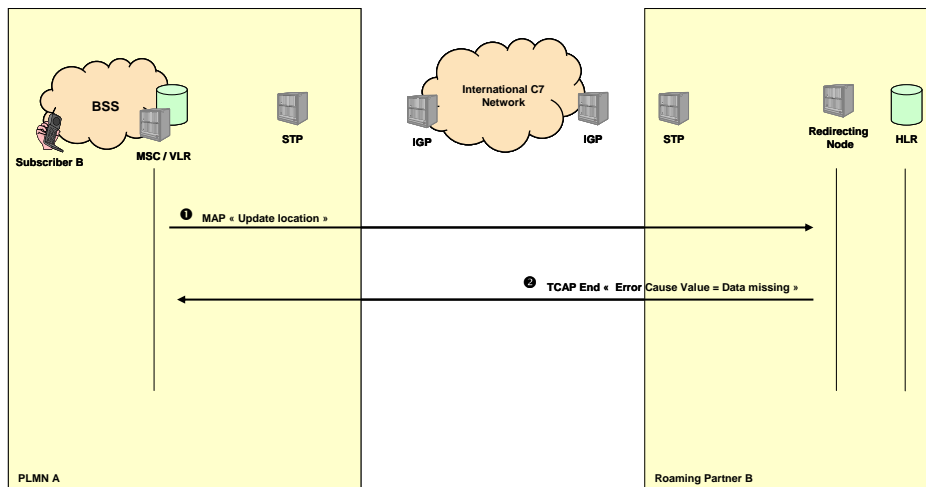 International C7
Network
BSS
Subscriber B
MSC / VLR
STP
IGP
IGP
STP
Redirecting
Node
HLR
❶ MAP « Update location »
❷ TCAP End « Error Cause Value = Data missing »
PLMN A
Roaming Partner B